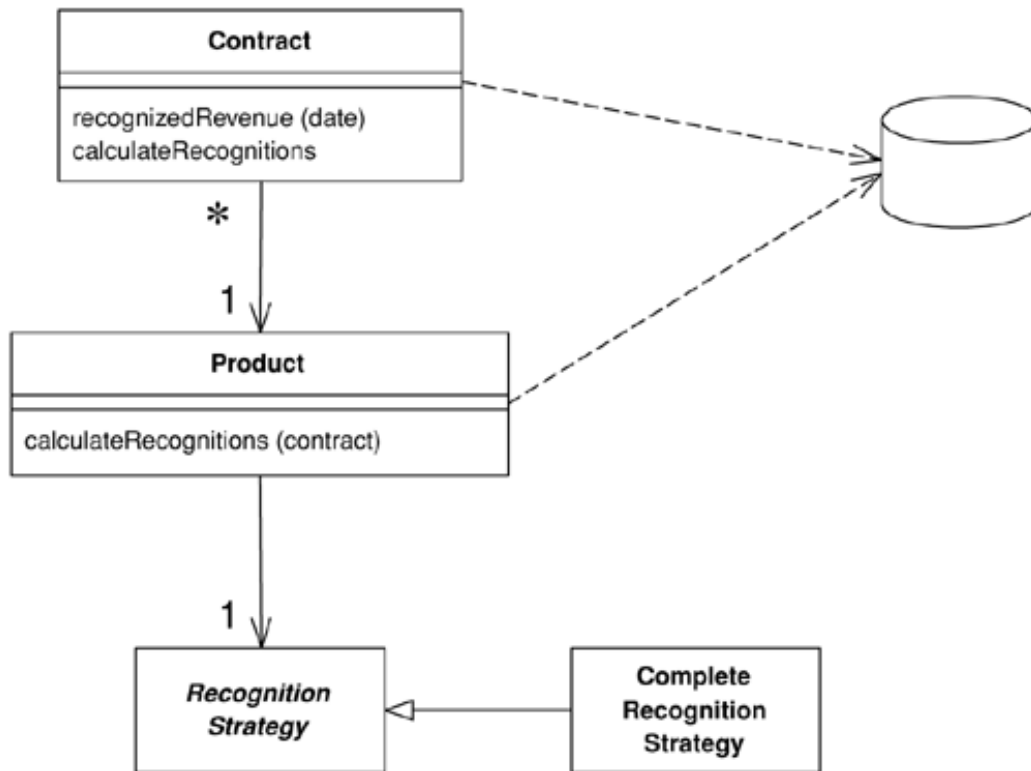 Contract
recognizedRevenue (date)
calculateRecognitions
*
1
Product
calculateRecognitions (contract)
1
Recognition
Strategy
Complete
Recognition
Strategy